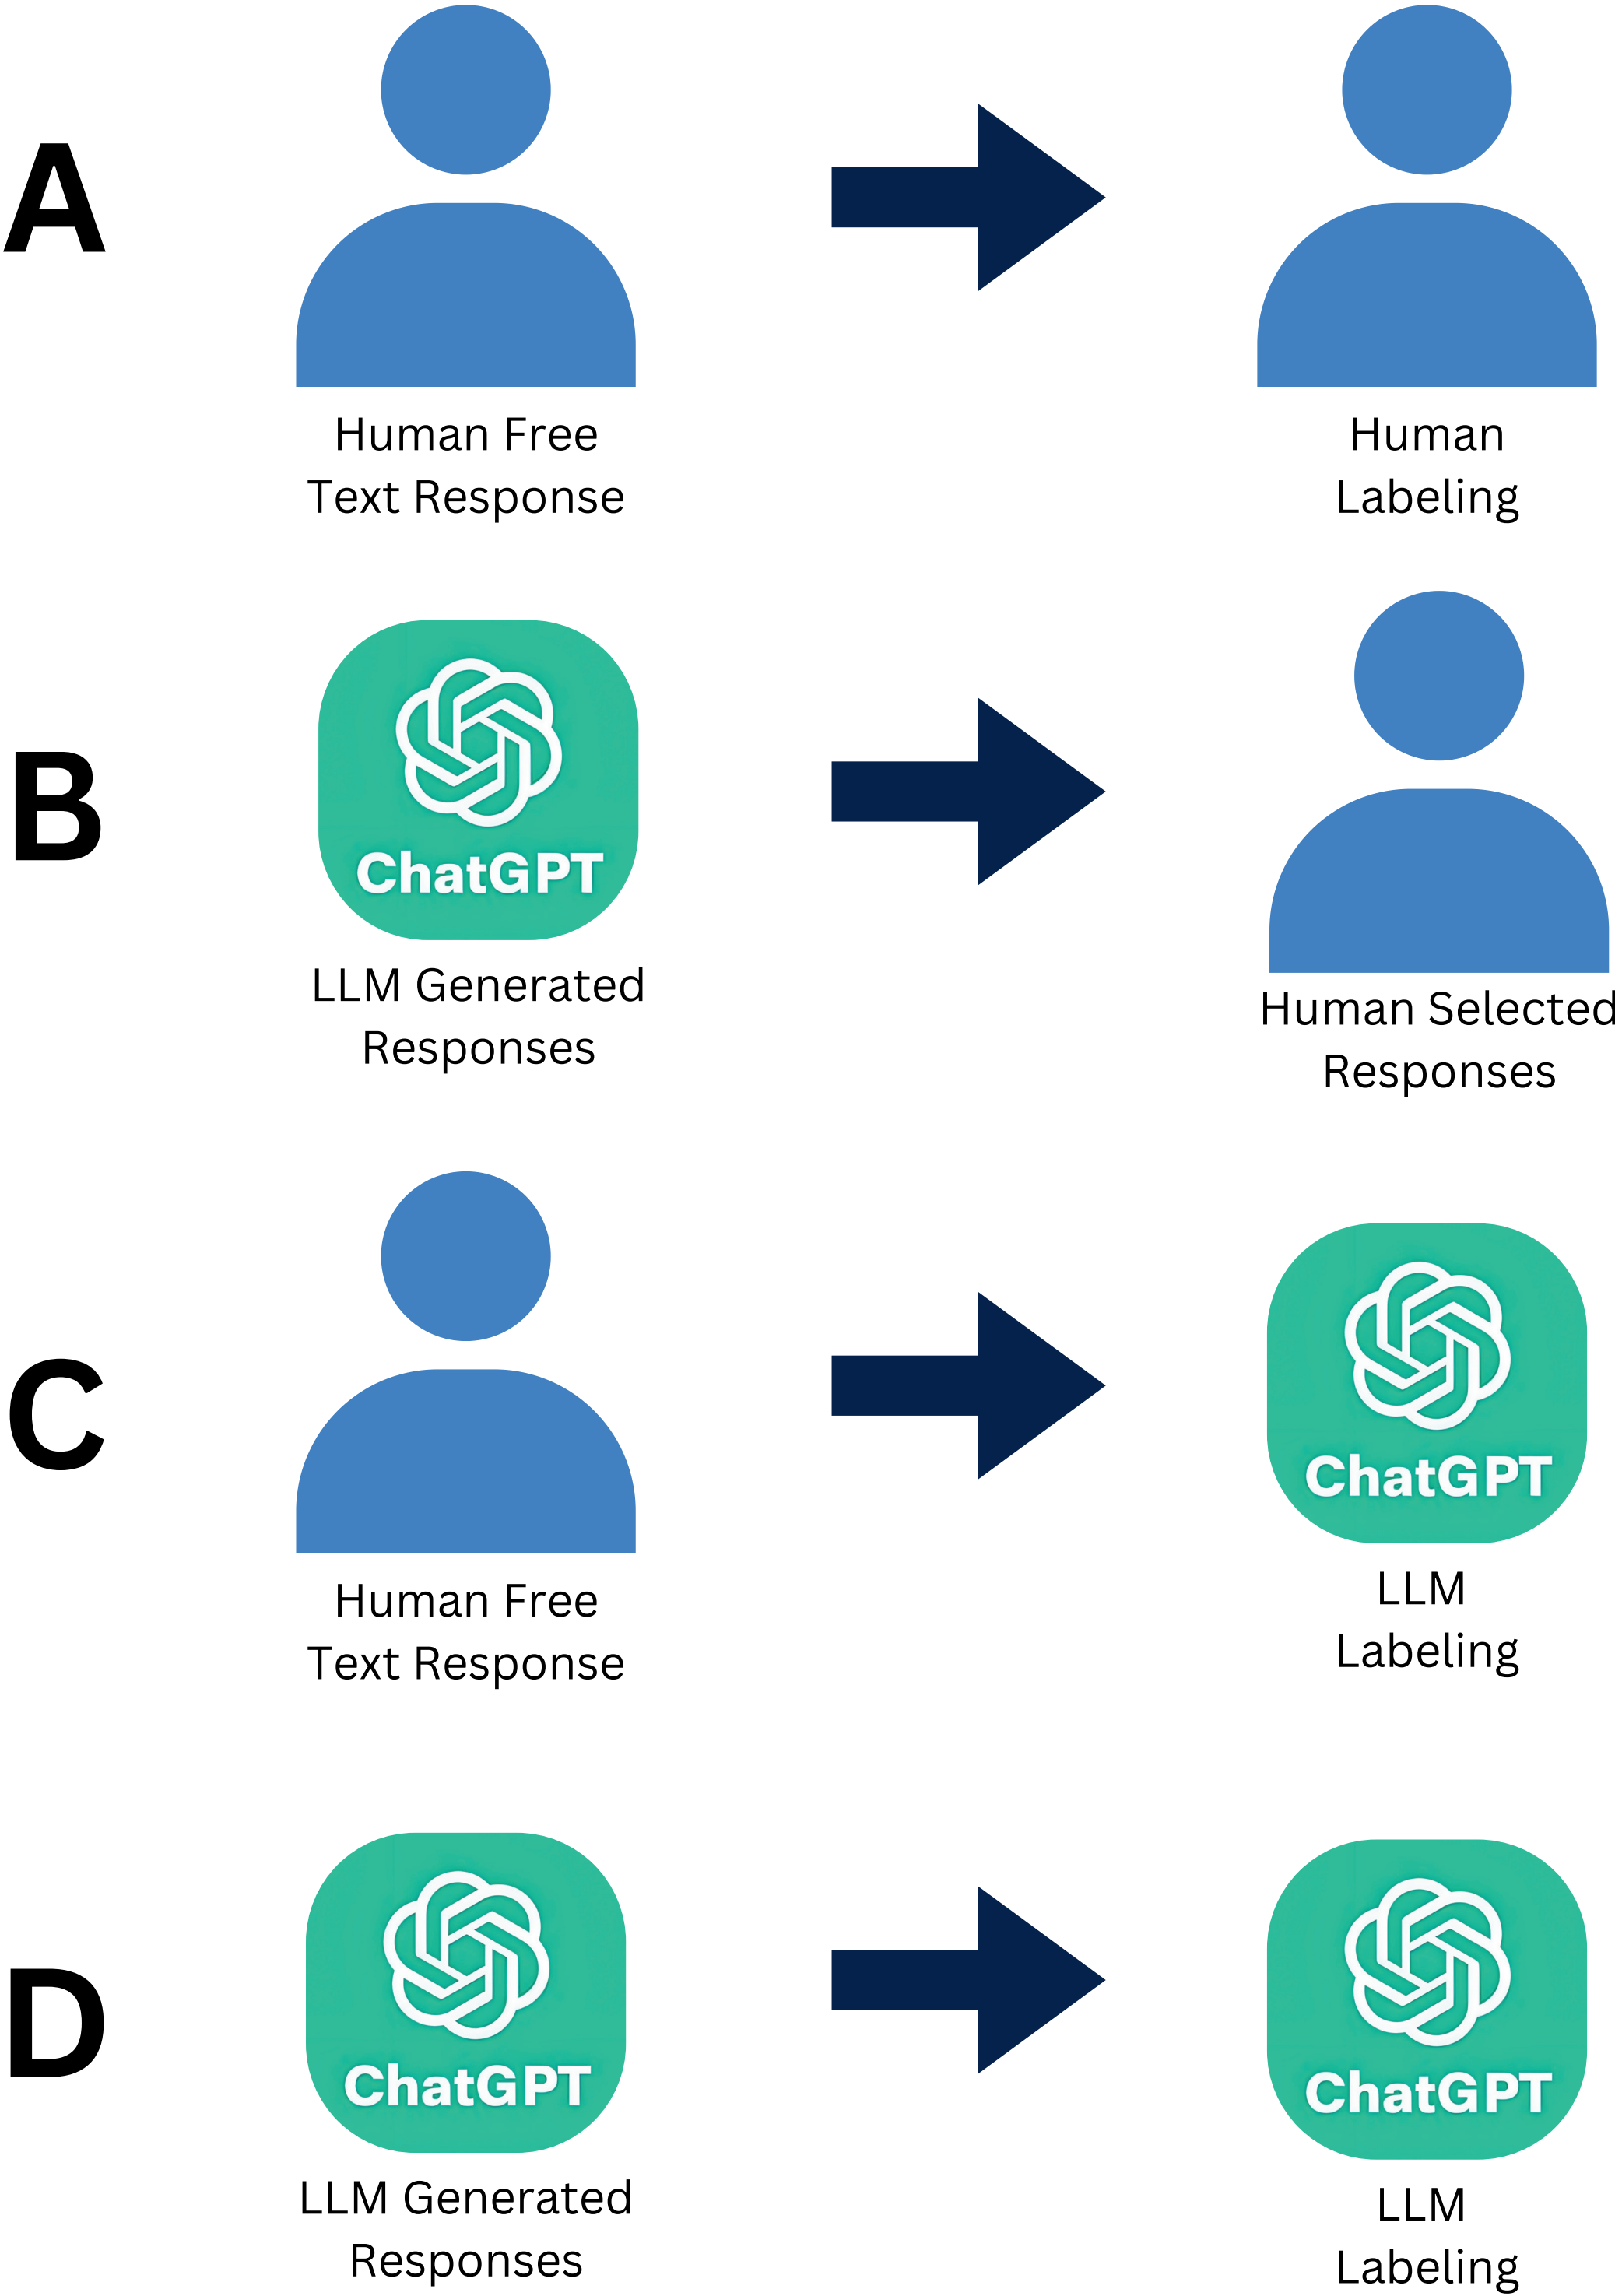 A
Human Free
Text Response
Human
Labeling
B
ChatGPT
LLM Generated
Responses
Human Selected
Responses
C
Human Free
Text Response
ChatGPT
LLM
Labeling
D
ChatGPT
LLM Generated
Responses
ChatGPT
LLM
Labeling